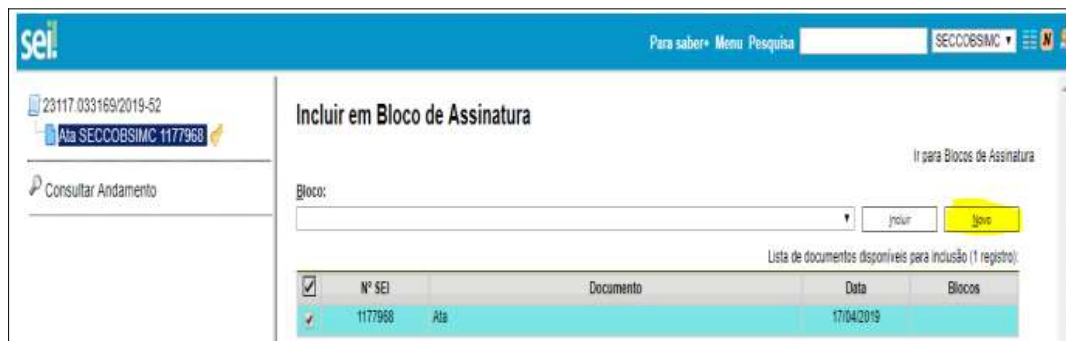 sei!
Para saber+ Menu Pesquisa SECCOBSIMC
23117.033169/2019-52
Ata SECCOBSIMC 1177968
Consultar Andamento
Incluir em Bloco de Assinatura
Ir para Blocos de Assinatura
Bloco:
Incluir Novo
Lista de documentos disponíveis para inclusão (1 registro):
Nº SEI Documento Data Blocos
1177968 Ata 17/04/2019